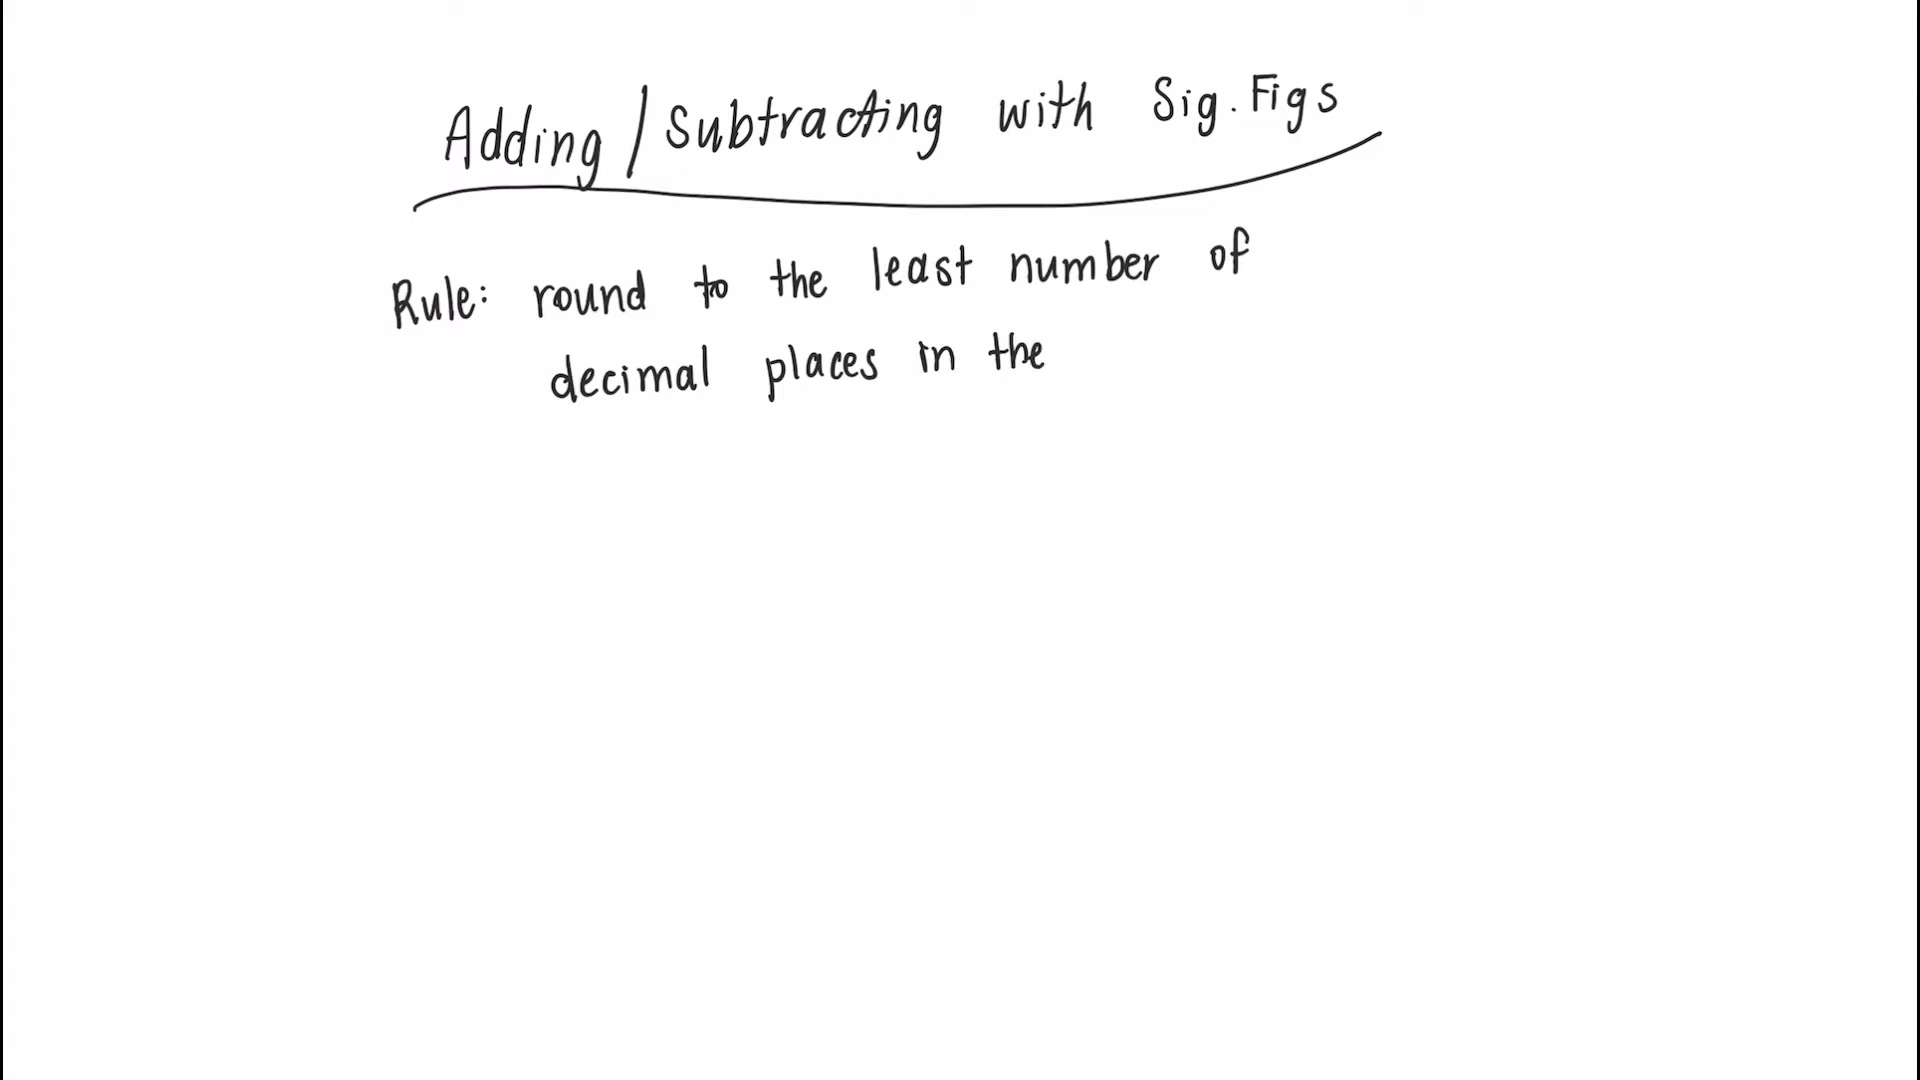 Adding/Subtracting with Sig. Figs
Rule: round to the least number of
decimal places in the